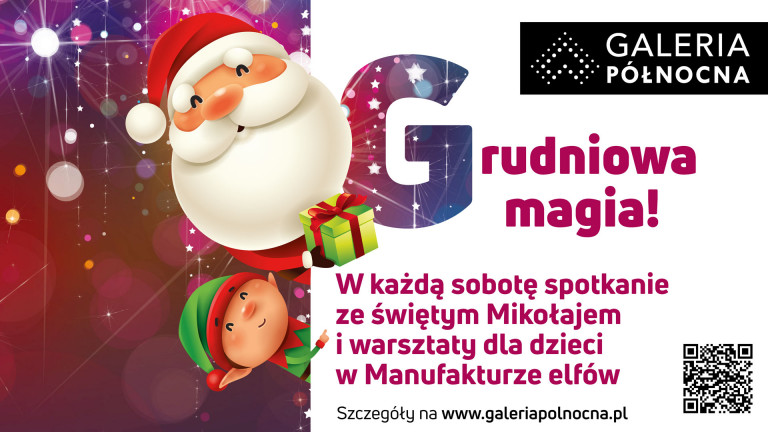 GALERIA
PÓŁNOCNA
Grudniowa
magia!
W każdą sobotę spotkanie
ze świętym Mikołajem
i warsztaty dla dzieci
w Manufakturze elfów
Szczegóły na www.galeriapolnocna.pl